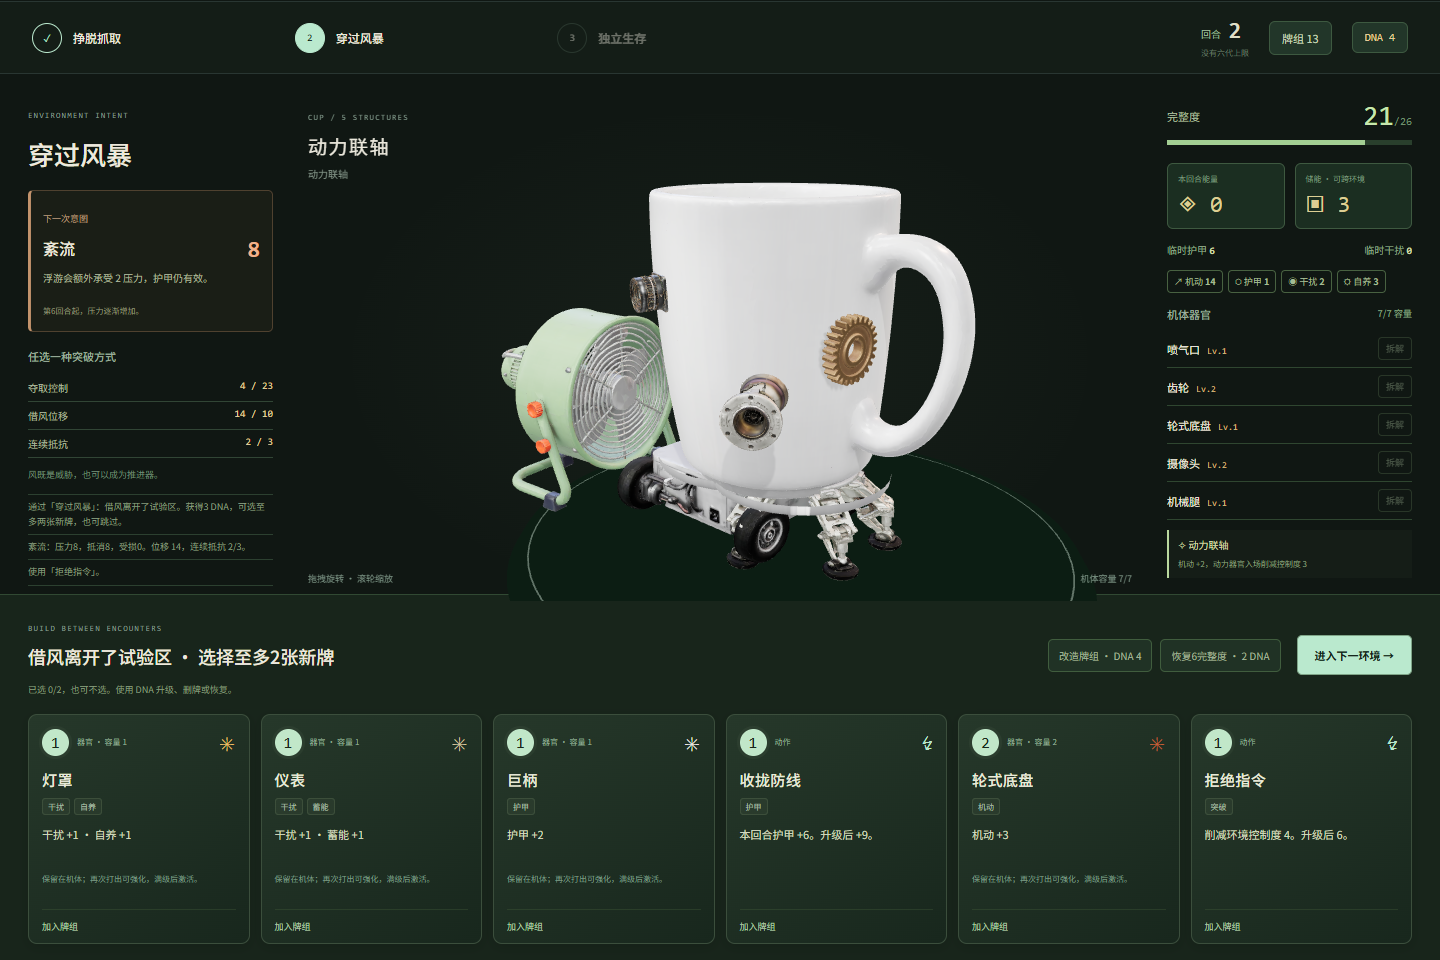 ✓ 挣脱抓取
2 穿过风暴
3 独立生存
回合 2
没有六代上限
牌组 13
DNA 4
ENVIRONMENT INTENT
穿过风暴
下一次意图
紊流 8
浮游会额外承受 2 压力，护甲仍有效。
第6回合起，压力逐渐增加。
任选一种突破方式
夺取控制 4 / 23
借风位移 14 / 10
连续抵抗 2 / 3
风既是威胁，也可以成为推进器。
通过「穿过风暴」：借风离开了试验区。获得3 DNA，可选至
多两张新牌，也可跳过。
紊流：压力8，抵消8，受损0。位移 14，连续抵抗 2/3。
使用「拒绝指令」。
CUP / 5 STRUCTURES
动力联轴
动力联轴
拖拽旋转 · 滚轮缩放
机体容量 7/7
完整度 21/26
本回合能量
◈ 0
储能 · 可跨环境
▣ 3
临时护甲 6
临时干扰 0
↗ 机动 14
护甲 1
◉ 干扰 2
自养 3
机体器官 7/7 容量
喷气口 Lv.1 拆解
齿轮 Lv.2 拆解
轮式底盘 Lv.1 拆解
摄像头 Lv.2 拆解
机械腿 Lv.1 拆解
✧ 动力联轴
机动 +2，动力器官入场削减控制度 3
BUILD BETWEEN ENCOUNTERS
借风离开了试验区 · 选择至多2张新牌
已选 0/2，也可不选。使用 DNA 升级、删牌或恢复。
改造牌组 · DNA 4
恢复6完整度 · 2 DNA
进入下一环境 →
1 器官 · 容量 1
灯罩
干扰 自养
干扰 +1 · 自养 +1
保留在机体；再次打出可强化，满级后激活。
加入牌组
1 器官 · 容量 1
仪表
干扰 蓄能
干扰 +1 · 蓄能 +1
保留在机体；再次打出可强化，满级后激活。
加入牌组
1 器官 · 容量 1
巨柄
护甲
护甲 +2
保留在机体；再次打出可强化，满级后激活。
加入牌组
1 动作
收拢防线
护甲
本回合护甲 +6。升级后 +9。
加入牌组
2 器官 · 容量 2
轮式底盘
机动
机动 +3
保留在机体；再次打出可强化，满级后激活。
加入牌组
1 动作
拒绝指令
突破
削减环境控制度 4。升级后 6。
加入牌组